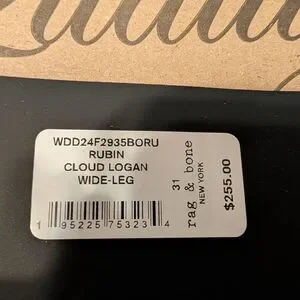 WDD24F2935BORU
RUBIN
CLOUD LOGAN
WIDE-LEG
1 95225 75323 4
31
rag & bone
NEW YORK
$255.00